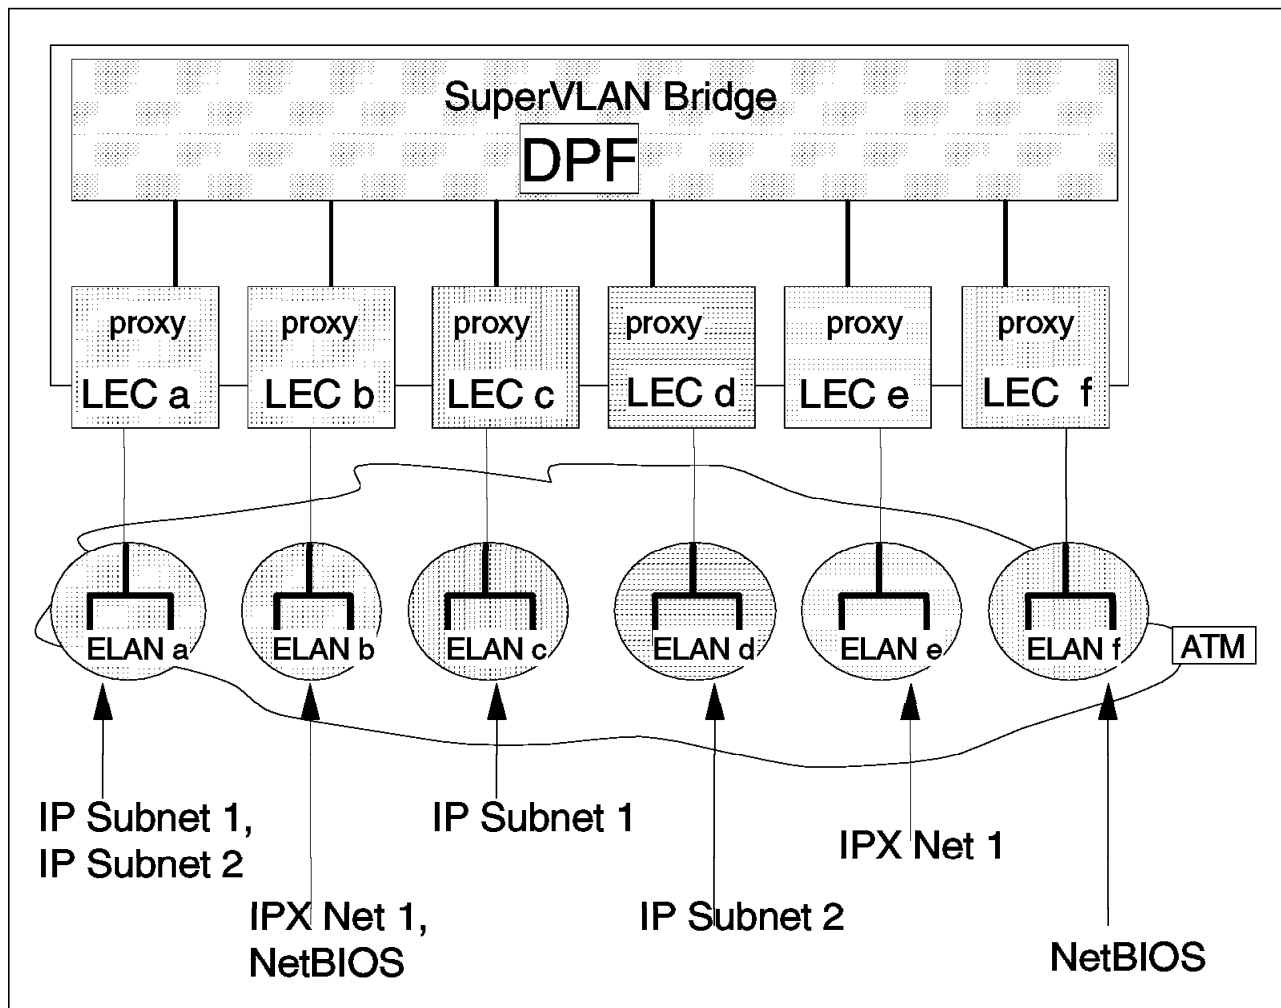 SuperVLAN Bridge
DPF
proxy
LEC a
proxy
LEC b
proxy
LEC c
proxy
LEC d
proxy
LEC e
proxy
LEC f
ELAN a
ELAN b
ELAN c
ELAN d
ELAN e
ELAN f
ATM
IP Subnet 1,
IP Subnet 2
IPX Net 1,
NetBIOS
IP Subnet 1
IP Subnet 2
IPX Net 1
NetBIOS